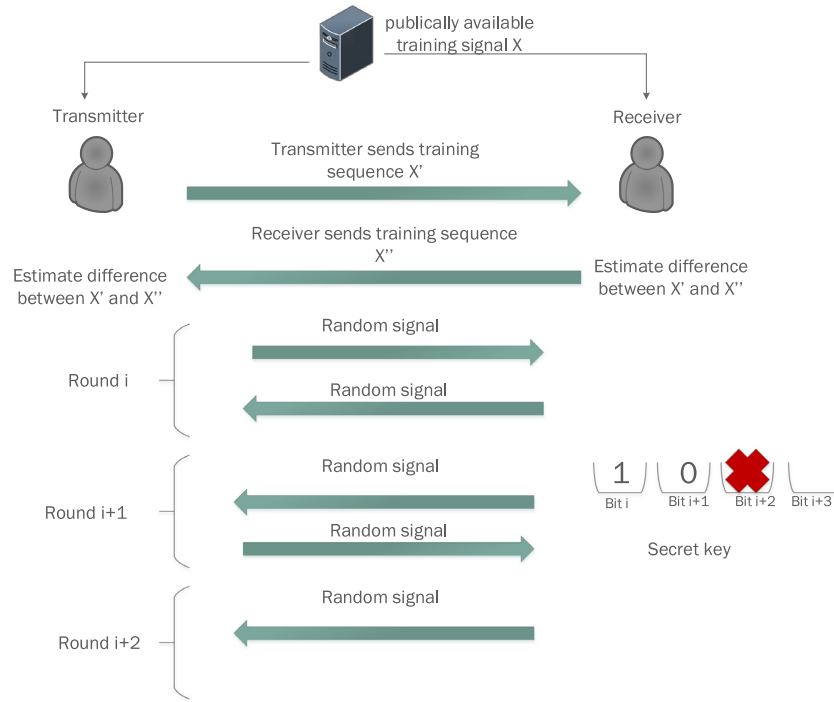 publically available
training signal X
Transmitter
Receiver
Transmitter sends training
sequence X'
Receiver sends training sequence
X''
Estimate difference
between X' and X''
Estimate difference
between X' and X''
Random signal
Round i
Random signal
Random signal
1 0
Bit i Bit i+1 Bit i+2 Bit i+3
Round i+1
Random signal
Secret key
Random signal
Round i+2